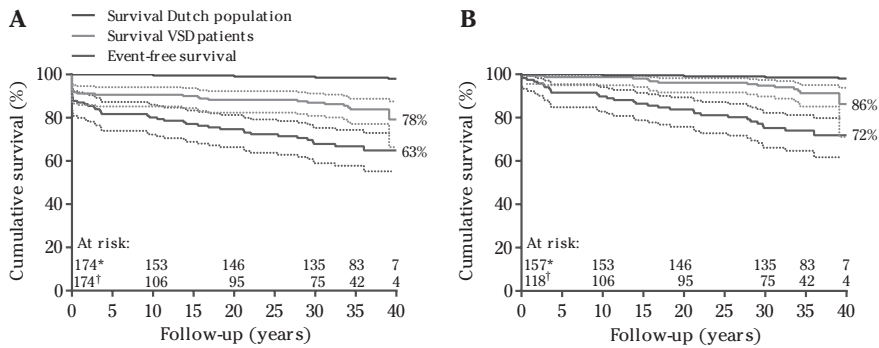 A
Survival Dutch population
Survival VSD patients
Event-free survival
Cumulative survival (%)
100
80
60
40
20
0
78%
63%
At risk:
174* 153 146 135 83 7
174† 106 95 75 42 4
0 5 10 15 20 25 30 35 40
Follow-up (years)
B
Cumulative survival (%)
100
80
60
40
20
0
86%
72%
At risk:
157* 153 146 135 83 7
118† 106 95 75 42 4
0 5 10 15 20 25 30 35 40
Follow-up (years)